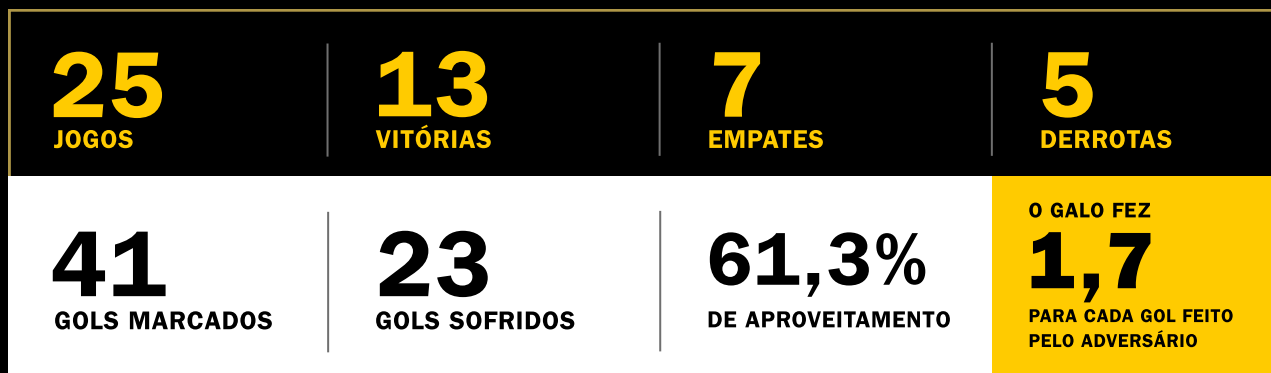 25
JOGOS
13
VITÓRIAS
7
EMPATES
5
DERROTAS
41
GOLS MARCADOS
23
GOLS SOFRIDOS
61,3%
DE APROVEITAMENTO
O GALO FEZ
1,7
PARA CADA GOL FEITO
PELO ADVERSÁRIO